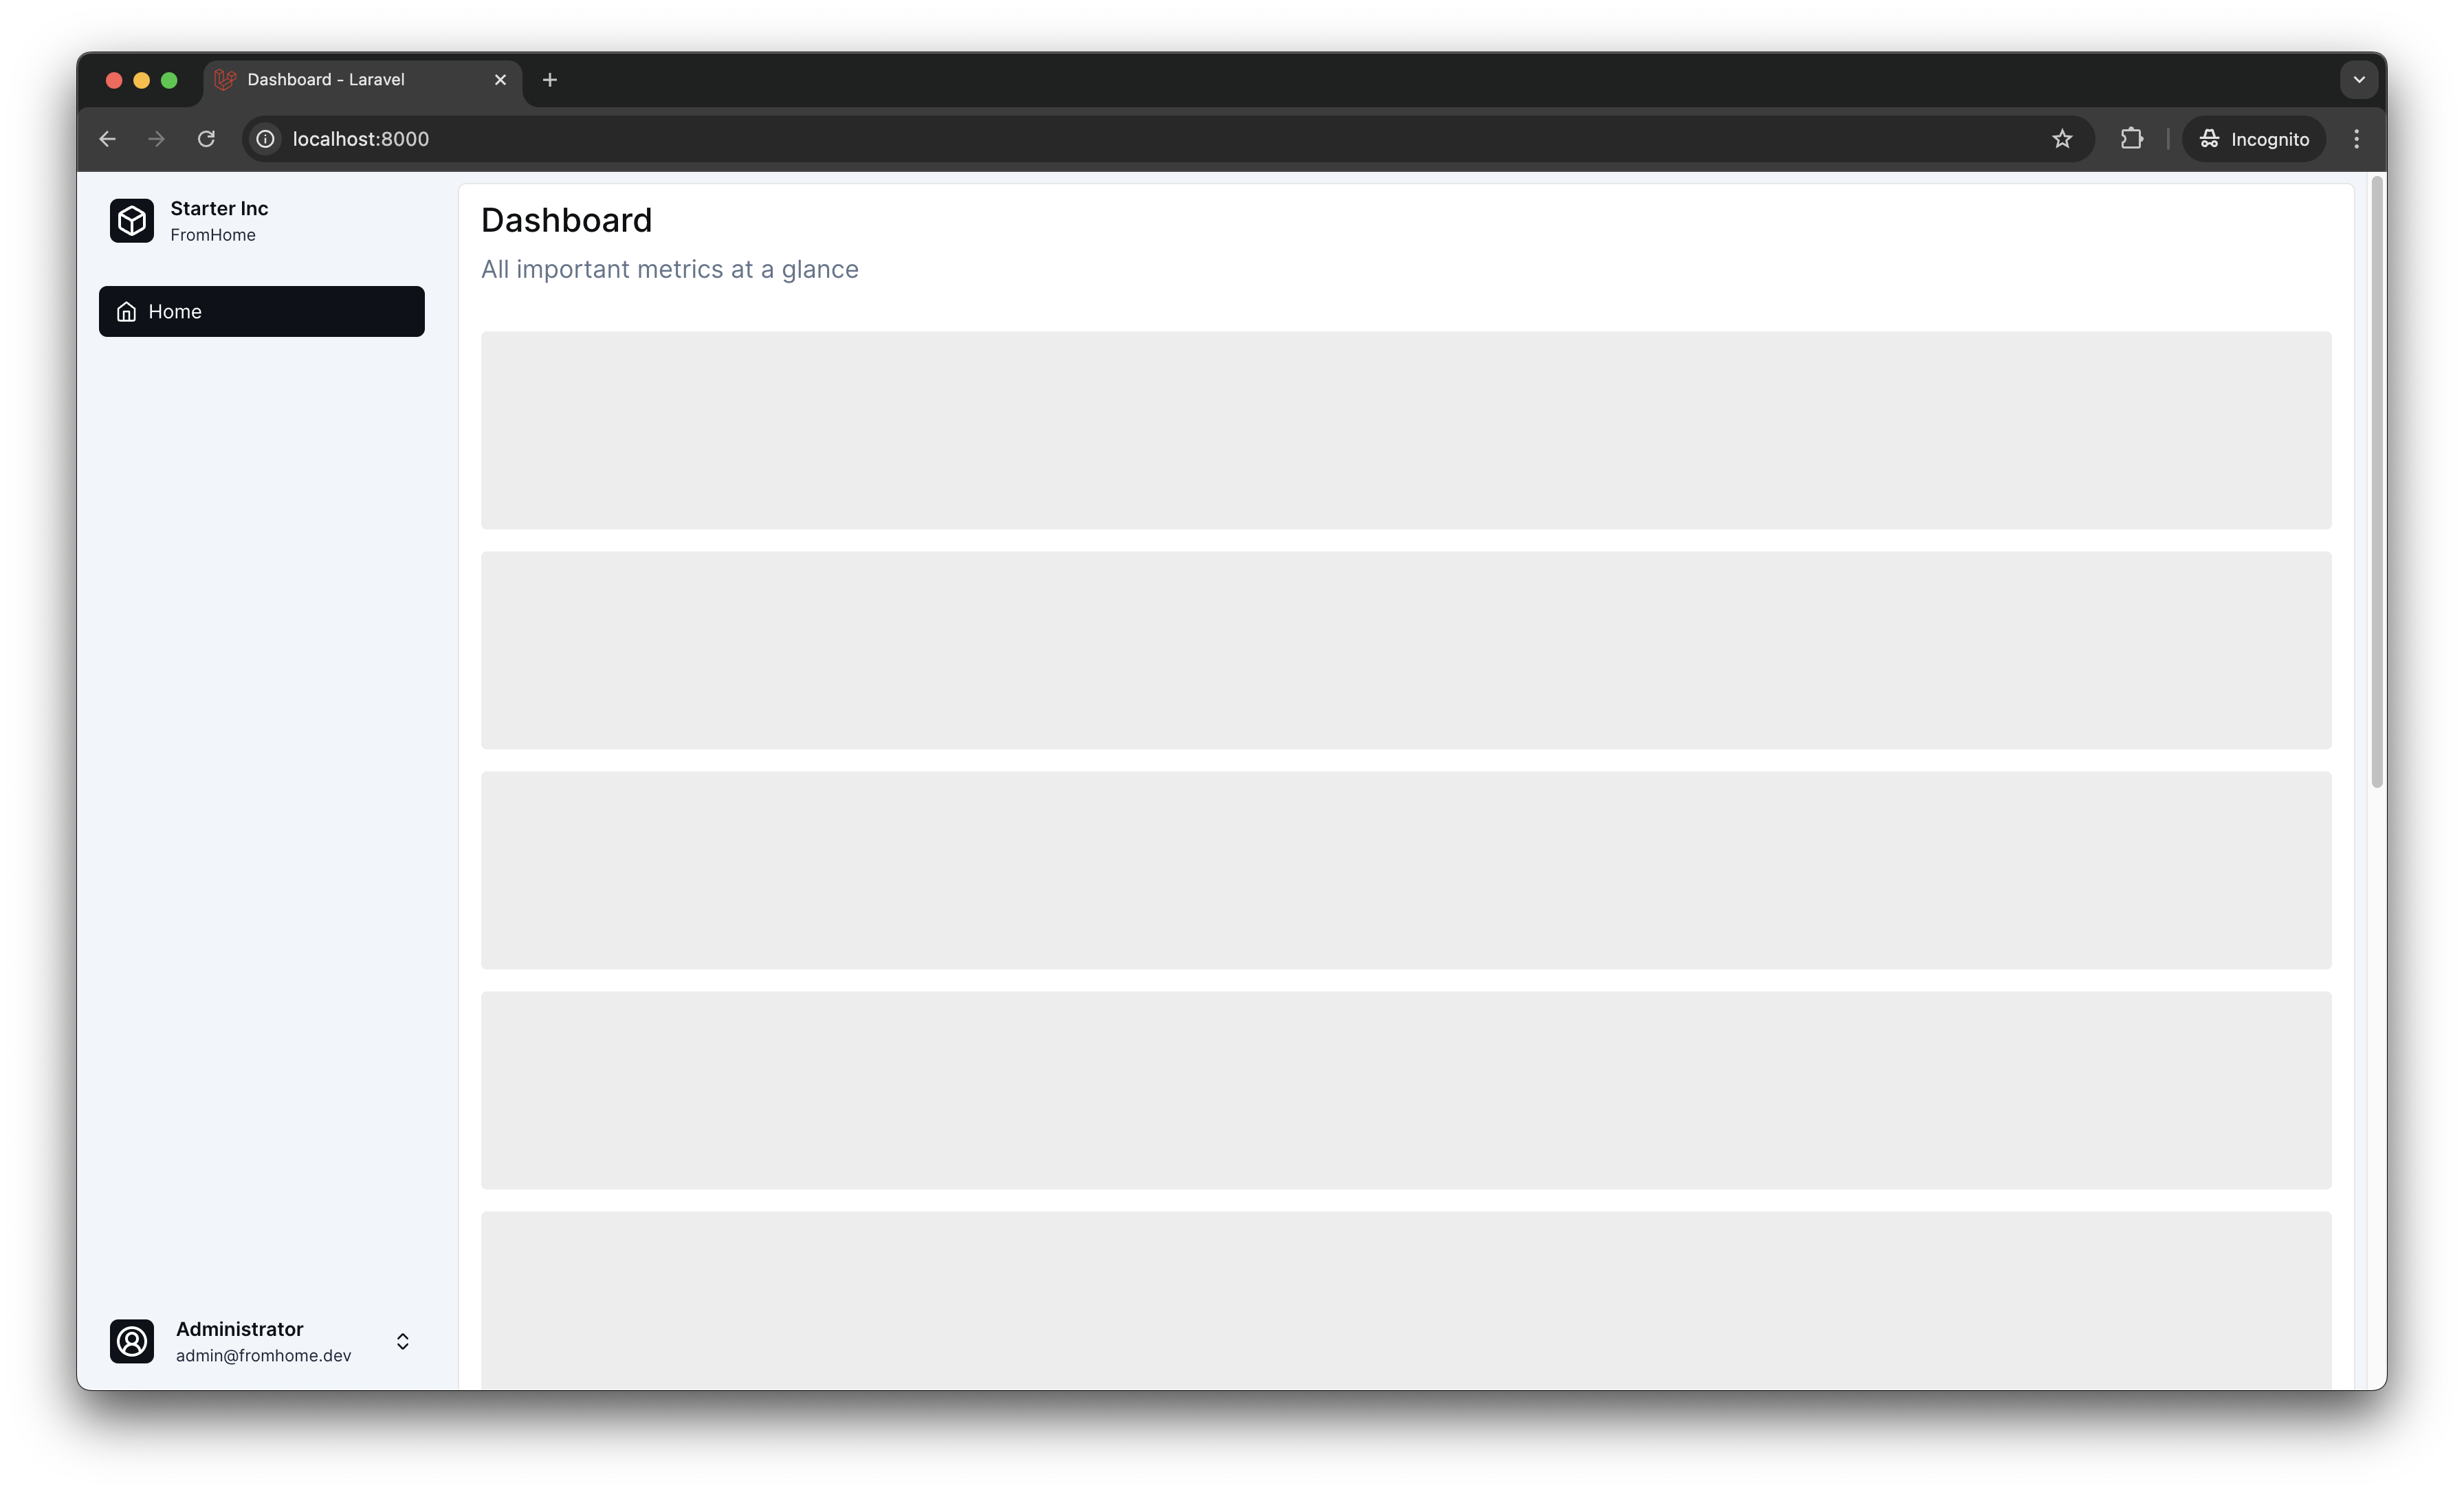 Dashboard - Laravel
localhost:8000
Incognito
Starter Inc
FromHome
Home
Dashboard
All important metrics at a glance
Administrator
admin@fromhome.dev